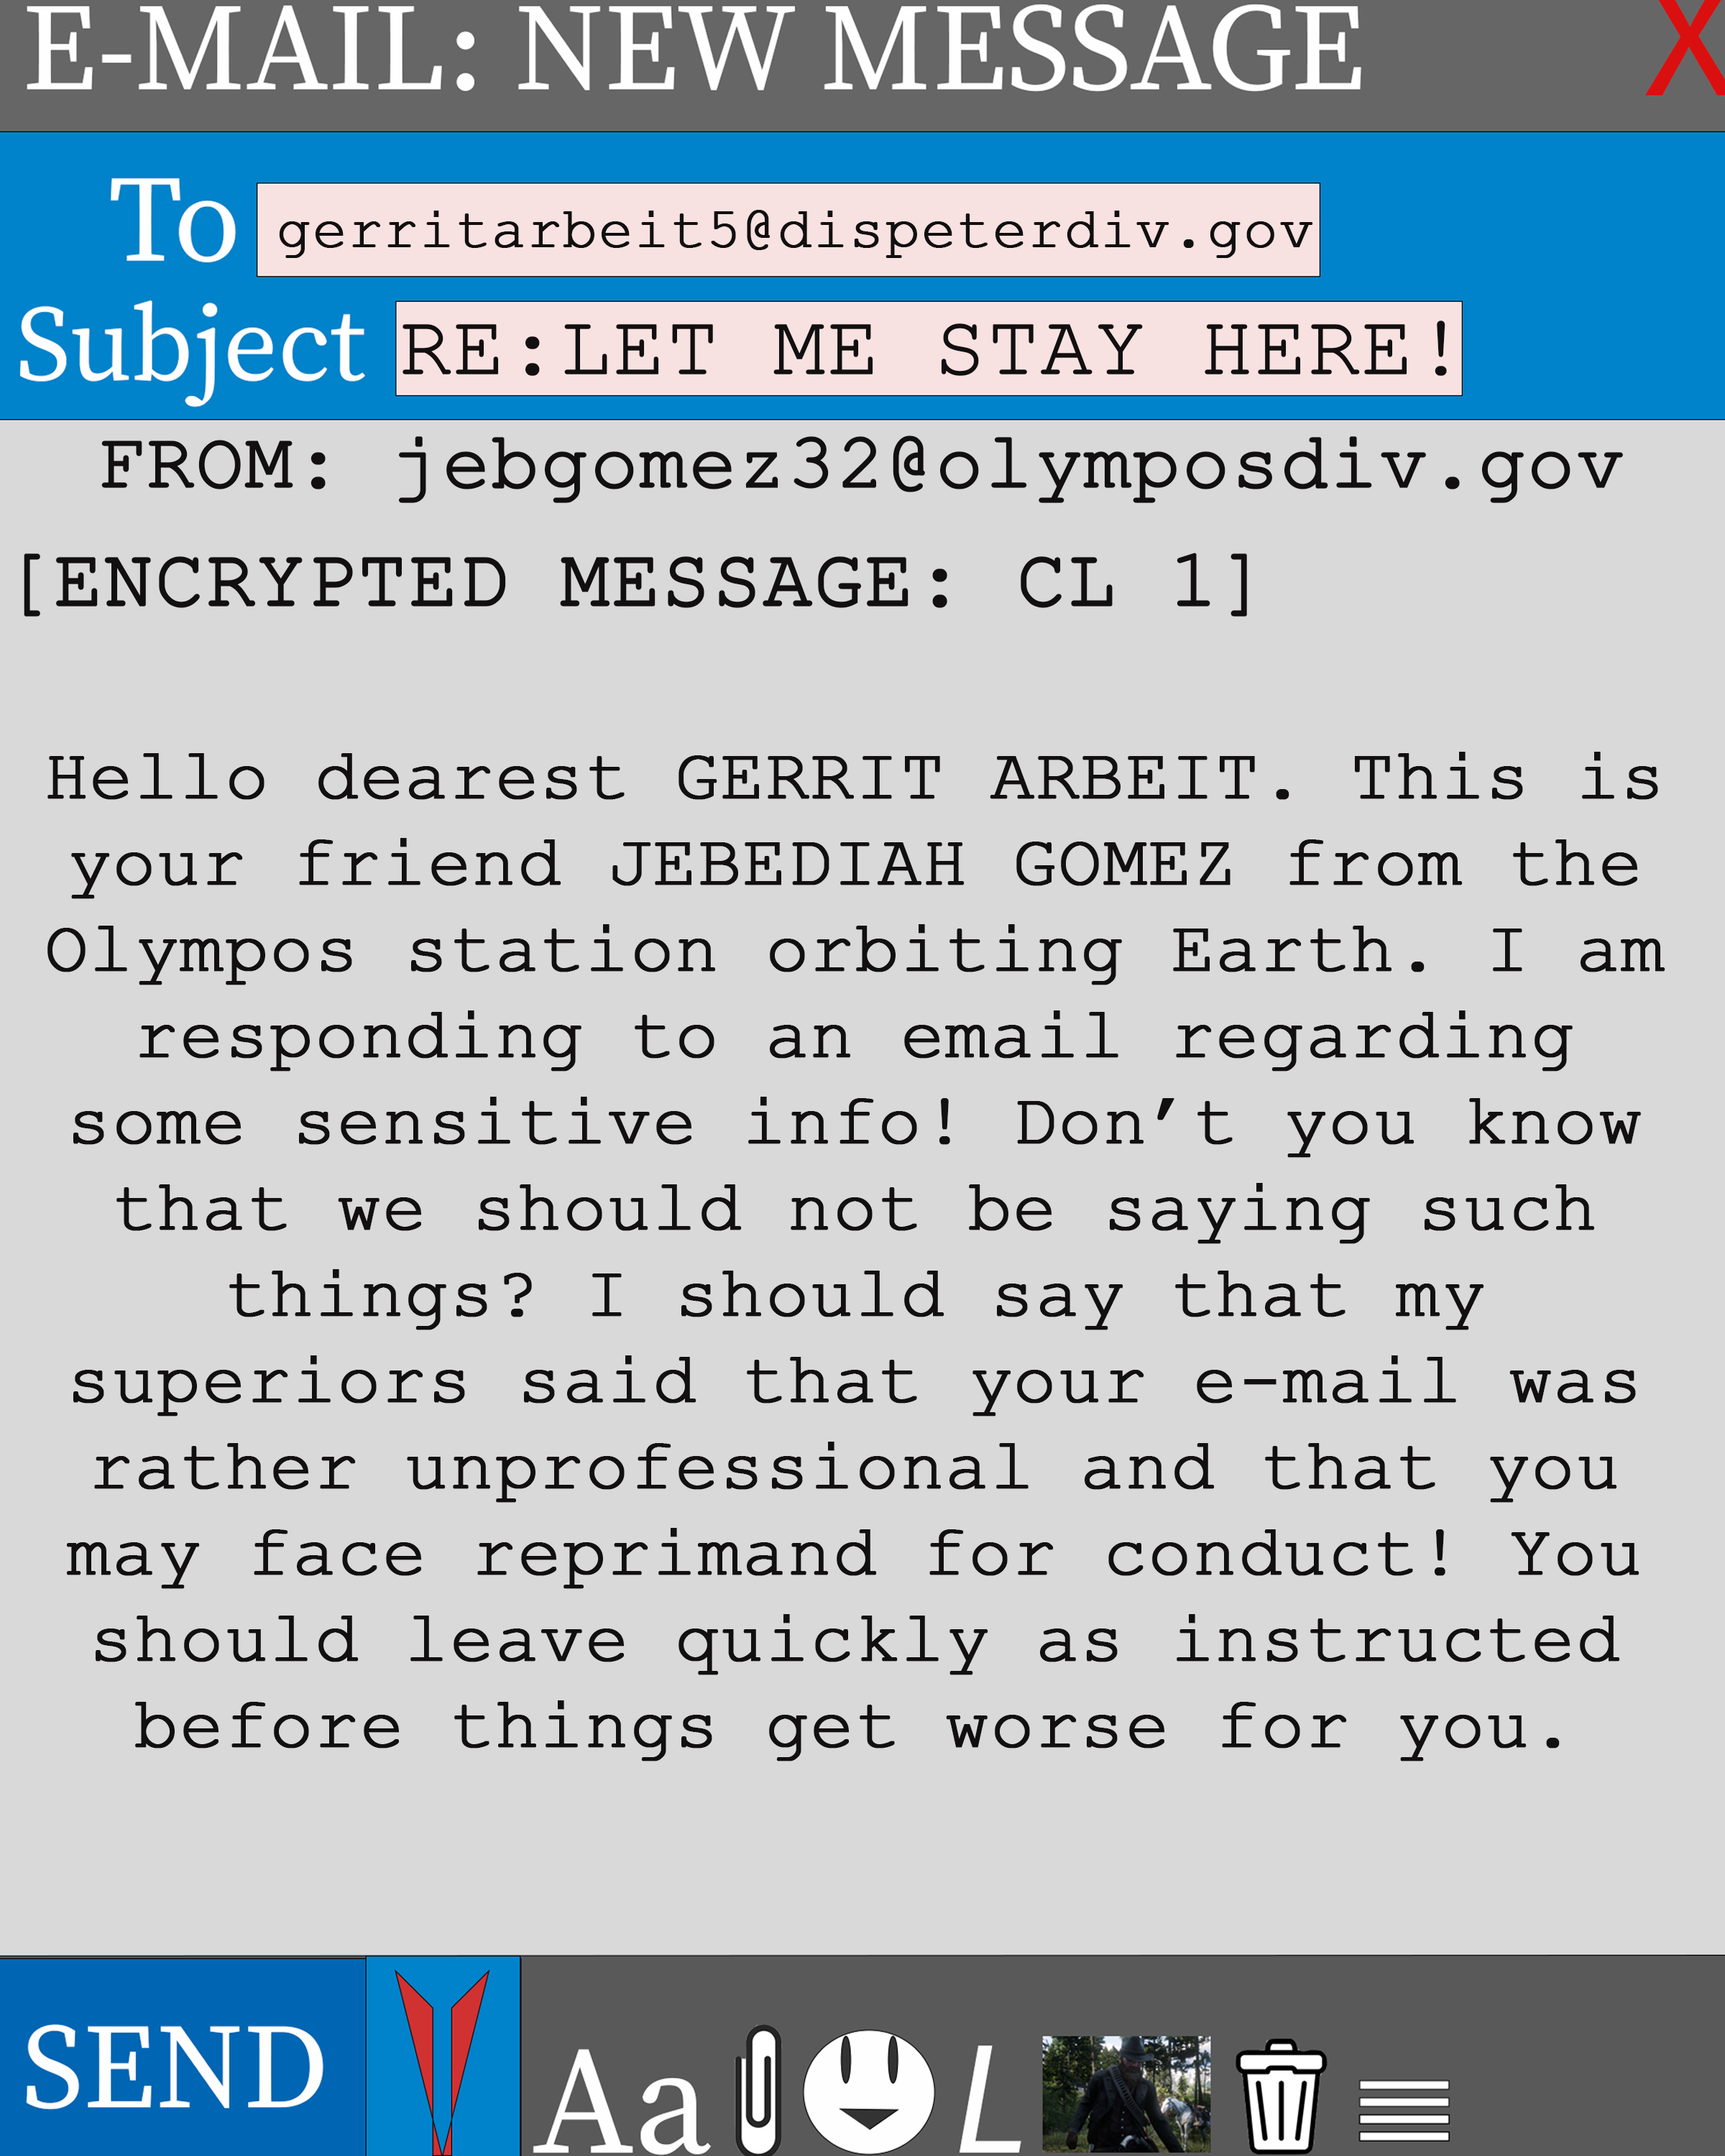 E-MAIL: NEW MESSAGE X
To gerritarbeit5@dispeterdiv.gov
Subject RE:LET ME STAY HERE!
FROM: jebgomez32@olymposdiv.gov
[ENCRYPTED MESSAGE: CL 1]
Hello dearest GERRIT ARBEIT. This is
your friend JEBEDIAH GOMEZ from the
Olympos station orbiting Earth. I am
responding to an email regarding
some sensitive info! Don’t you know
that we should not be saying such
things? I should say that my
superiors said that your e-mail was
rather unprofessional and that you
may face reprimand for conduct! You
should leave quickly as instructed
before things get worse for you.
SEND Aa L